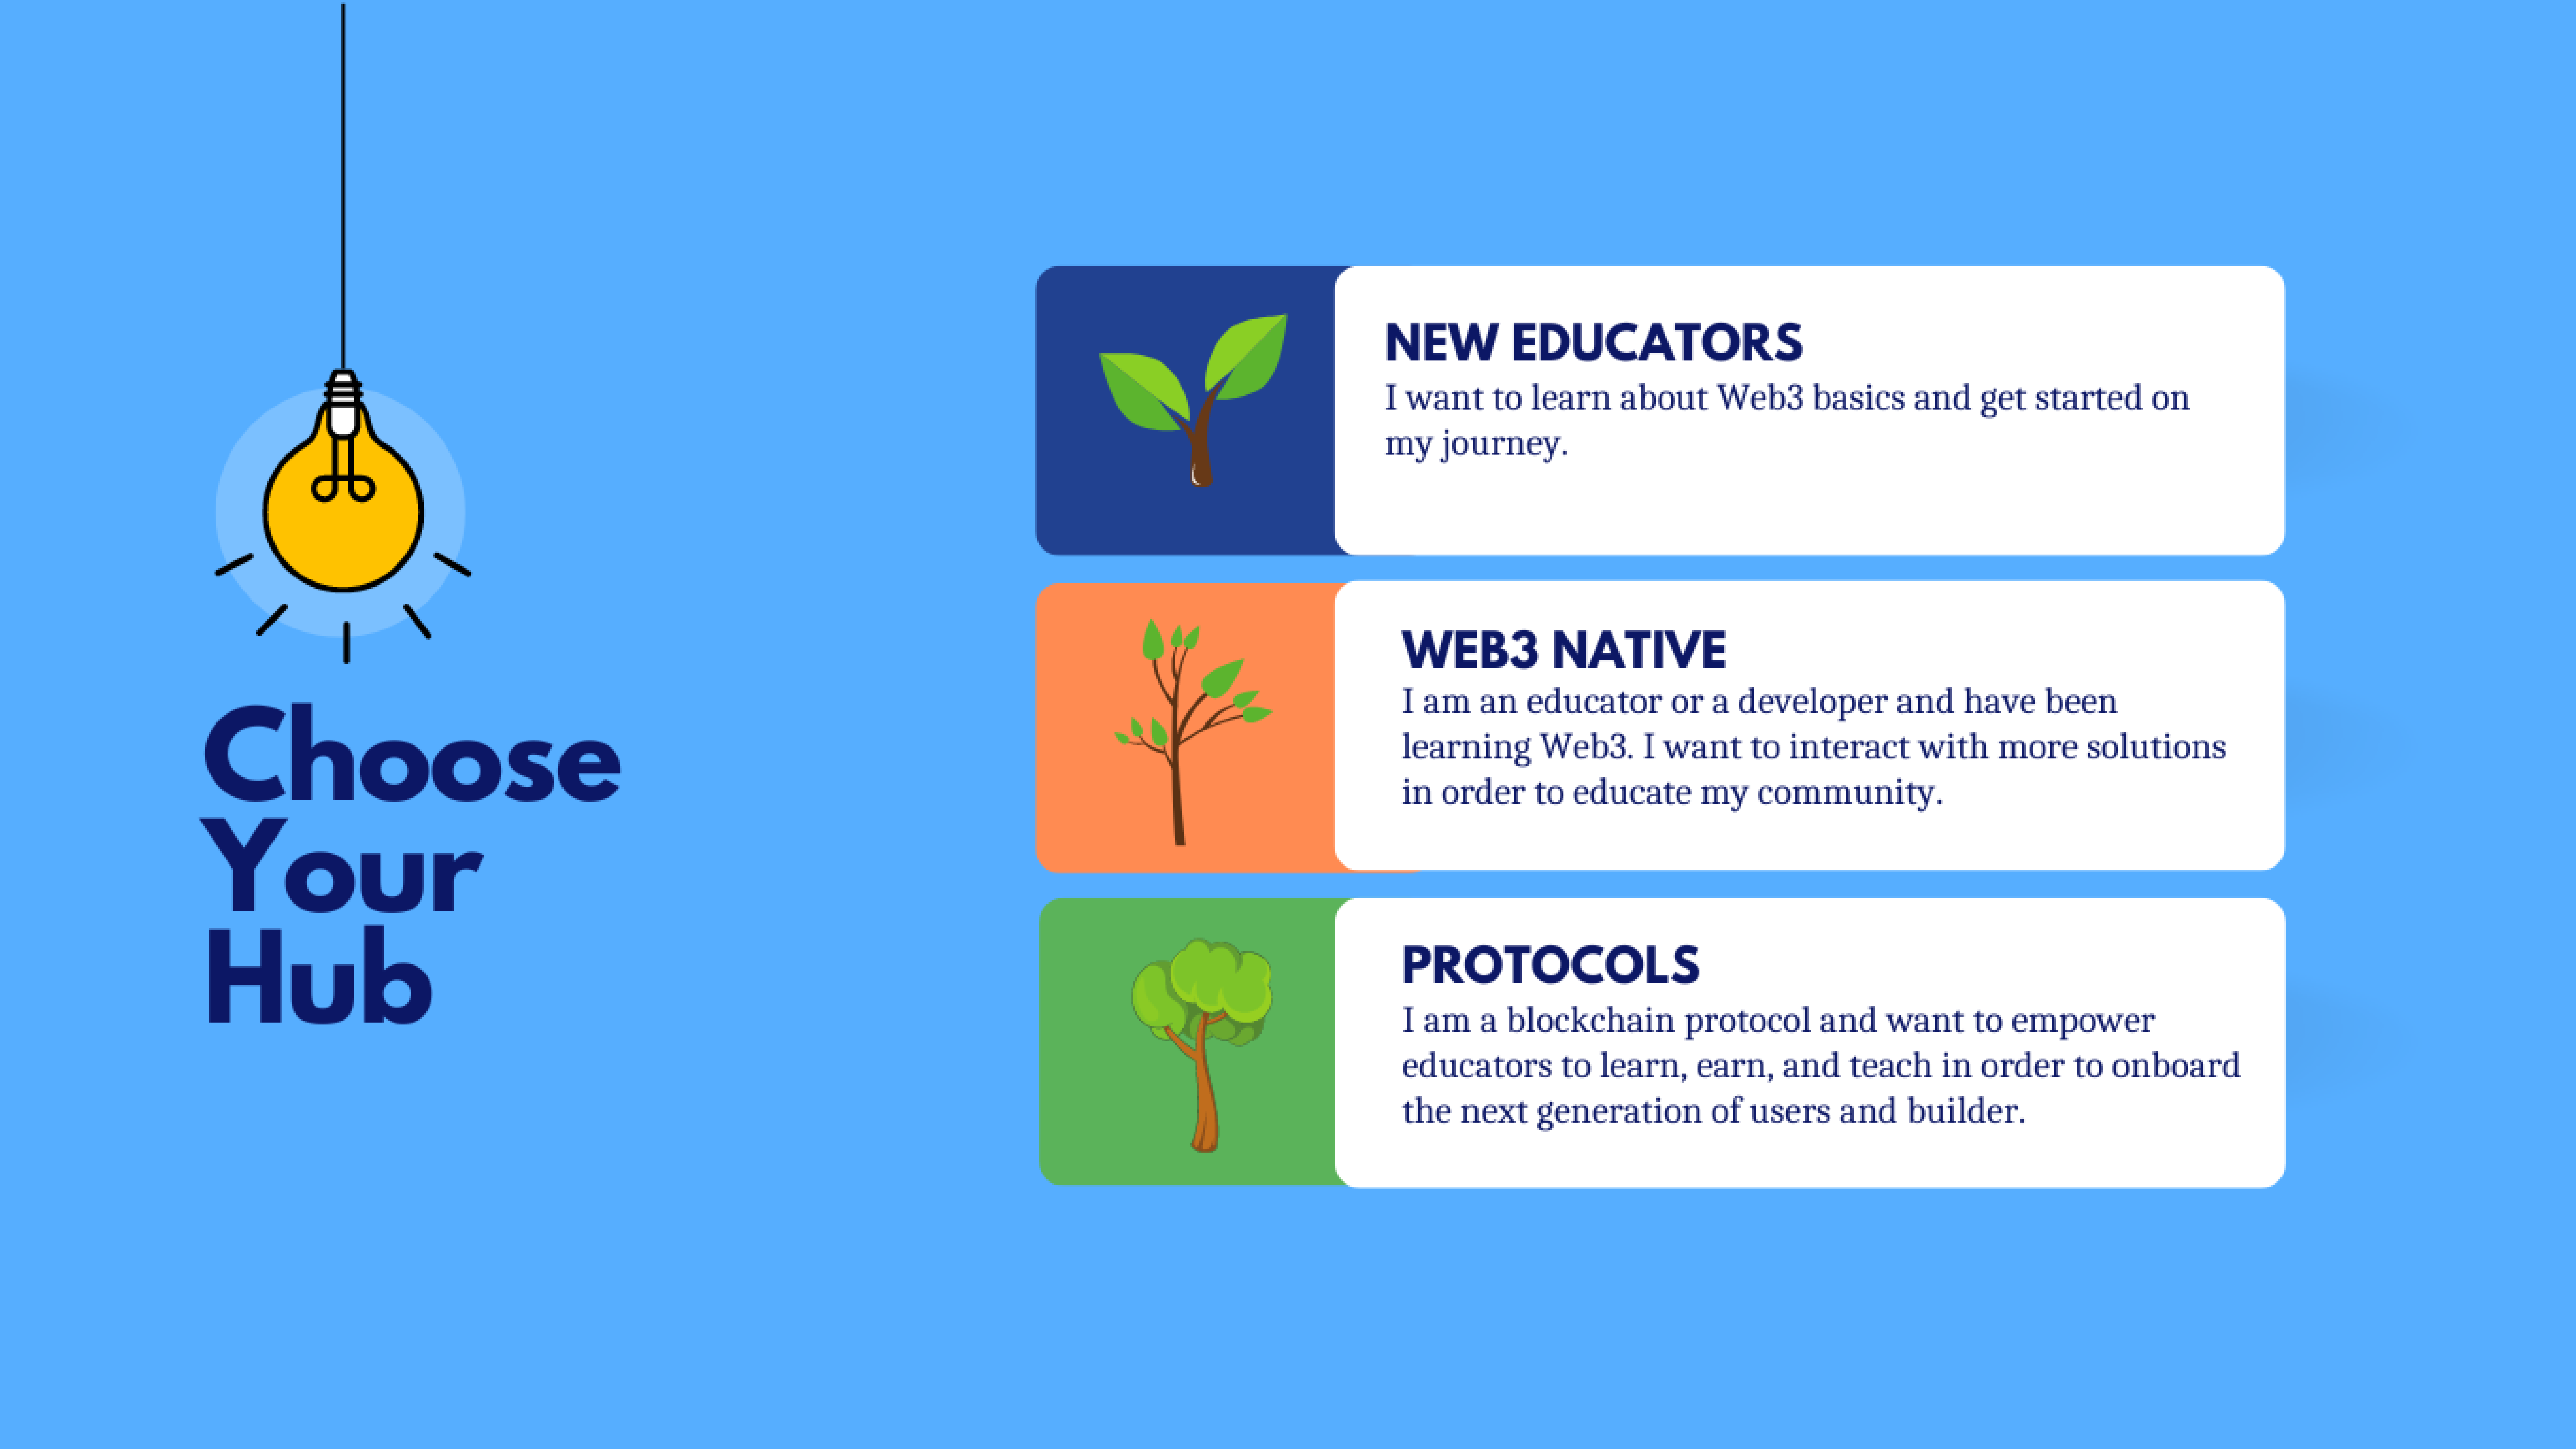 Choose
Your
Hub
NEW EDUCATORS
I want to learn about Web3 basics and get started on
my journey.
WEB3 NATIVE
I am an educator or a developer and have been
learning Web3. I want to interact with more solutions
in order to educate my community.
PROTOCOLS
I am a blockchain protocol and want to empower
educators to learn, earn, and teach in order to onboard
the next generation of users and builder.